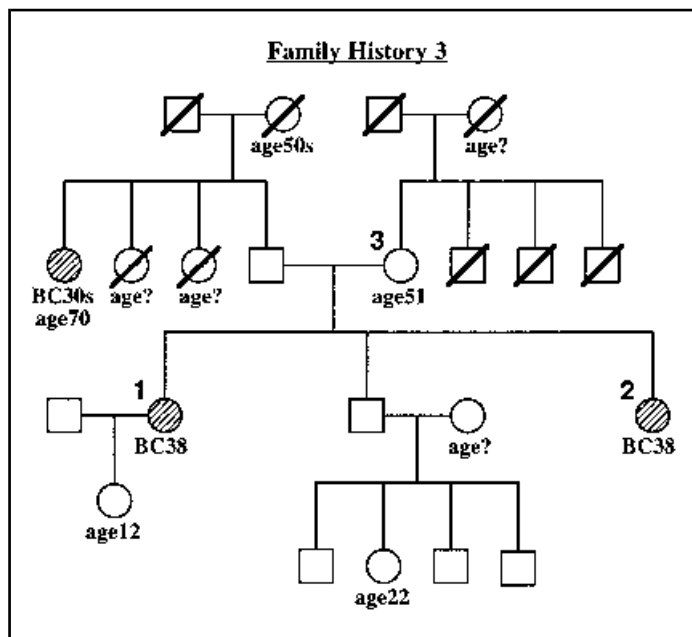 Family History 3
age50s
age?
3
BC30s
age?
age?
age51
age70
1
2
BC38
age?
BC38
age12
age22